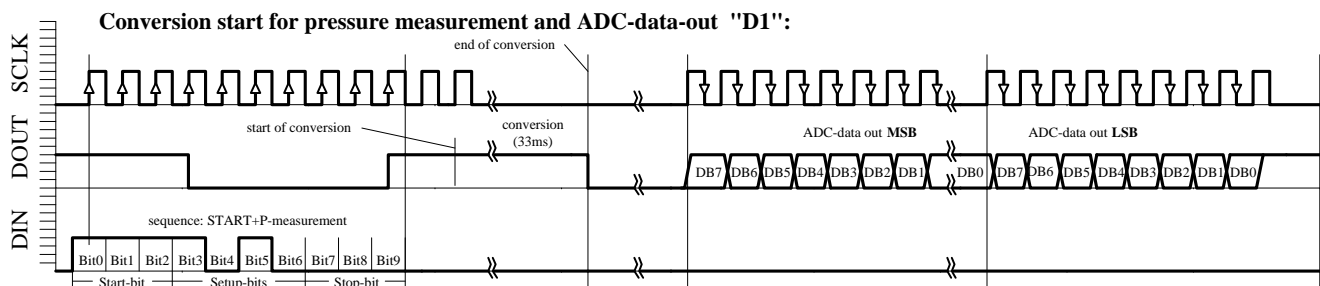 Conversion start for pressure measurement and ADC-data-out "D1":
end of conversion
SCLK
start of conversion
conversion
(33ms)
ADC-data out MSB
ADC-data out LSB
DOUT
DB7 DB6 DB5 DB4 DB3 DB2 DB1 DB0 DB7 DB6 DB5 DB4 DB3 DB2 DB1 DB0
sequence: START+P-measurement
DIN
Bit0 Bit1 Bit2 Bit3 Bit4 Bit5 Bit6 Bit7 Bit8 Bit9
Start-bit Setup-bits Stop-bit